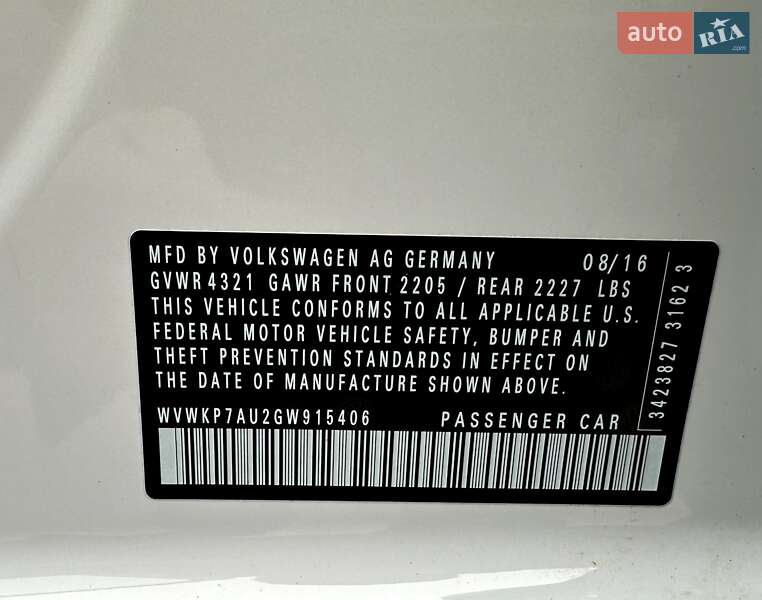 auto RIA
.com
MFD BY VOLKSWAGEN AG GERMANY 08/16
GVWR 4321 GAWR FRONT 2205 / REAR 2227 LBS
THIS VEHICLE CONFORMS TO ALL APPLICABLE U.S.
FEDERAL MOTOR VEHICLE SAFETY, BUMPER AND
THEFT PREVENTION STANDARDS IN EFFECT ON
THE DATE OF MANUFACTURE SHOWN ABOVE.
WVWKP7AU2GW915406 PASSENGER CAR
3423827 31623